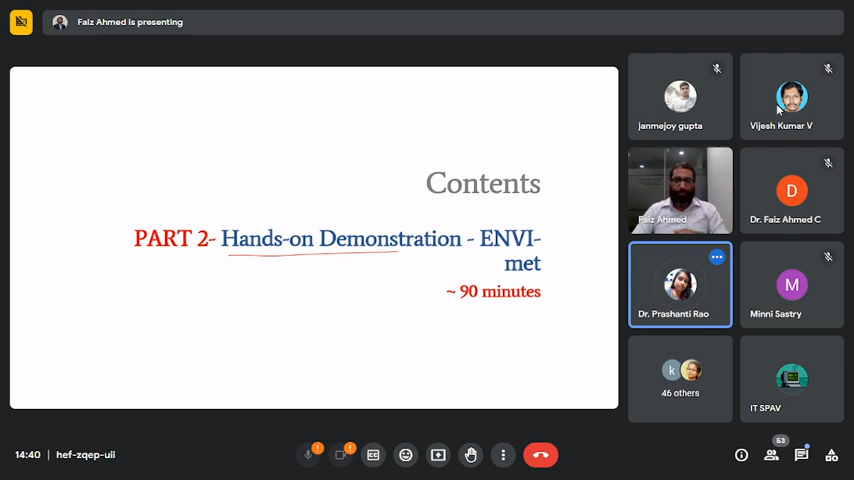 Faiz Ahmed is presenting
Contents
PART 2- Hands-on Demonstration - ENVI-
met
~ 90 minutes
janmejoy gupta
Vijesh Kumar V
Faiz Ahmed
D
Dr. Faiz Ahmed C
Dr. Prashanti Rao
M
Minni Sastry
k
46 others
IT SPAV
14:40 | hef-zqep-uii
53